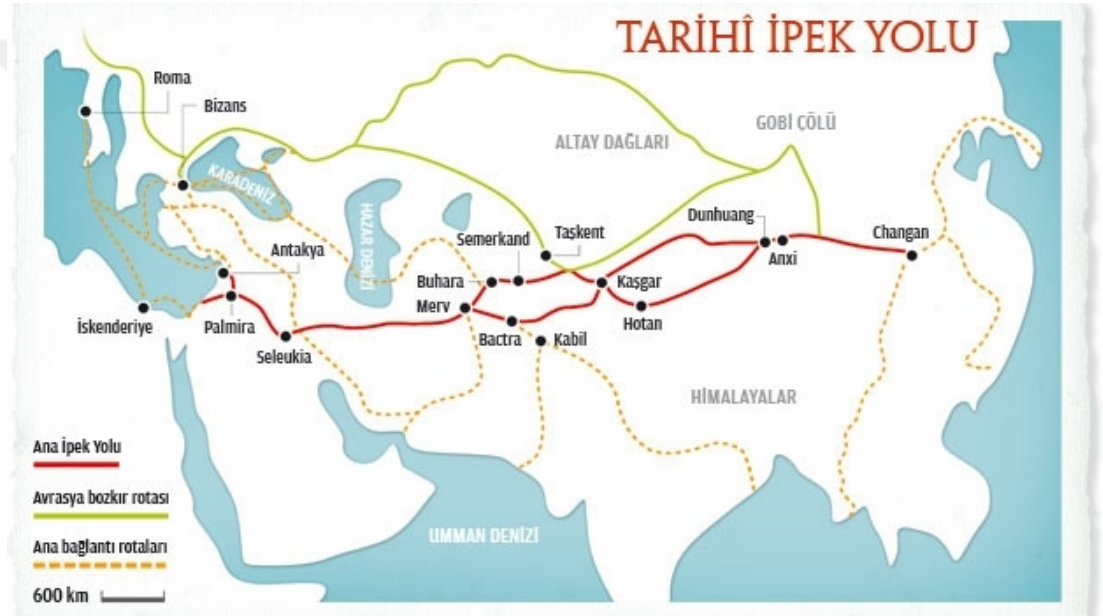 TARİHÎ İPEK YOLU
Roma
Bizans
ALTAY DAĞLARI
GOBİ ÇÖLÜ
KARADENİZ
HAZAR DENİZİ
Antakya
Semerkand
Taşkent
Dunhuang
Anxi
Changan
Buhara
Kaşgar
Merv
Hotan
İskenderiye
Palmira
Seleukia
Bactra
Kabil
HİMALAYALAR
UMMAN DENİZİ
Ana İpek Yolu
Avrasya bozkır rotası
Ana bağlantı rotaları
600 km